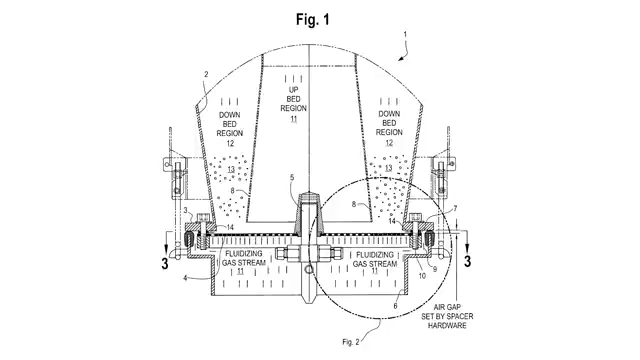 Fig. 1
1
2
UP
BED
REGION
11
DOWN
BED
REGION
12
DOWN
BED
REGION
12
13
13
8
5
8
3
14
14
7
3
3
FLUIDIZING
GAS STREAM
11
FLUIDIZING
GAS STREAM
11
9
10
4
6
AIR GAP
SET BY SPACER
HARDWARE
Fig. 2